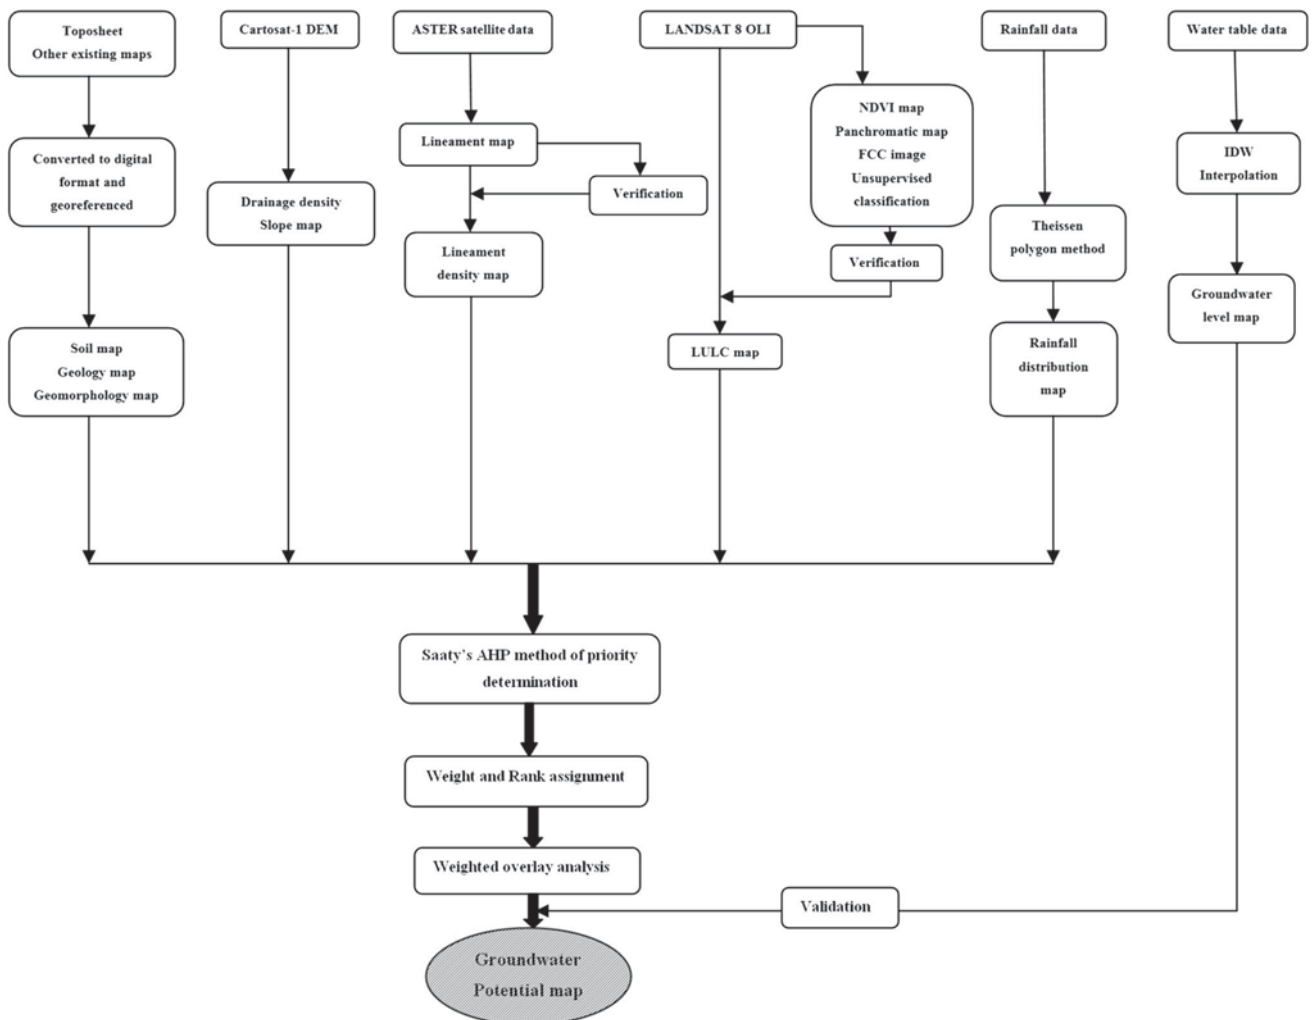 Toposheet
Other existing maps
Cartosat-1 DEM
ASTER satellite data
LANDSAT 8 OLI
Rainfall data
Water table data
Converted to digital
format and
georeferenced
Drainage density
Slope map
Lineament map
Verification
Lineament
density map
NDVI map
Panchromatic map
FCC image
Unsupervised
classification
Verification
LULC map
Theissen
polygon method
Rainfall
distribution
map
IDW
Interpolation
Groundwater
level map
Soil map
Geology map
Geomorphology map
Saaty's AHP method of priority
determination
Weight and Rank assignment
Weighted overlay analysis
Validation
Groundwater
Potential map